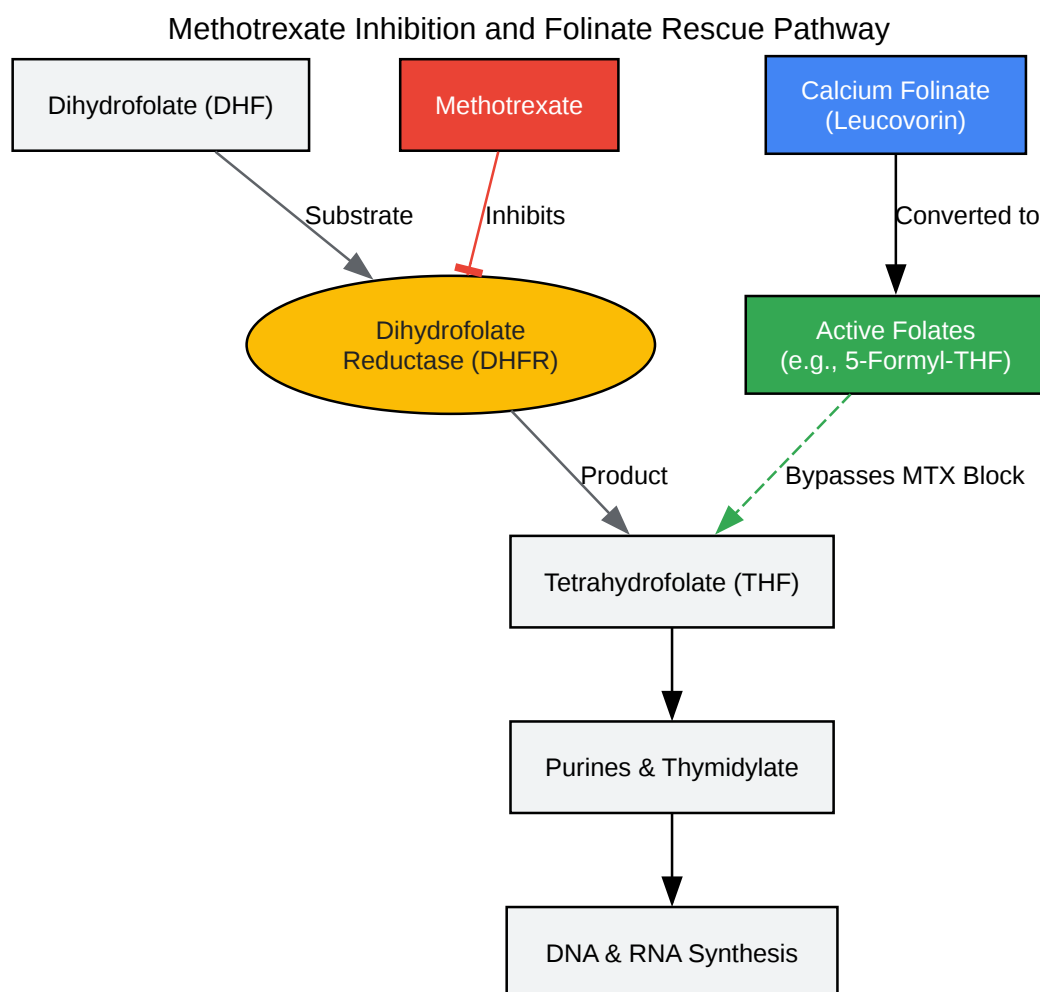 Methotrexate Inhibition and Folinate Rescue Pathway
Dihydrofolate (DHF)
Methotrexate
Calcium Folinate
(Leucovorin)
Substrate
Inhibits
Converted to
Dihydrofolate
Reductase (DHFR)
Active Folates
(e.g., 5-Formyl-THF)
Product
Bypasses MTX Block
Tetrahydrofolate (THF)
Purines & Thymidylate
DNA & RNA Synthesis